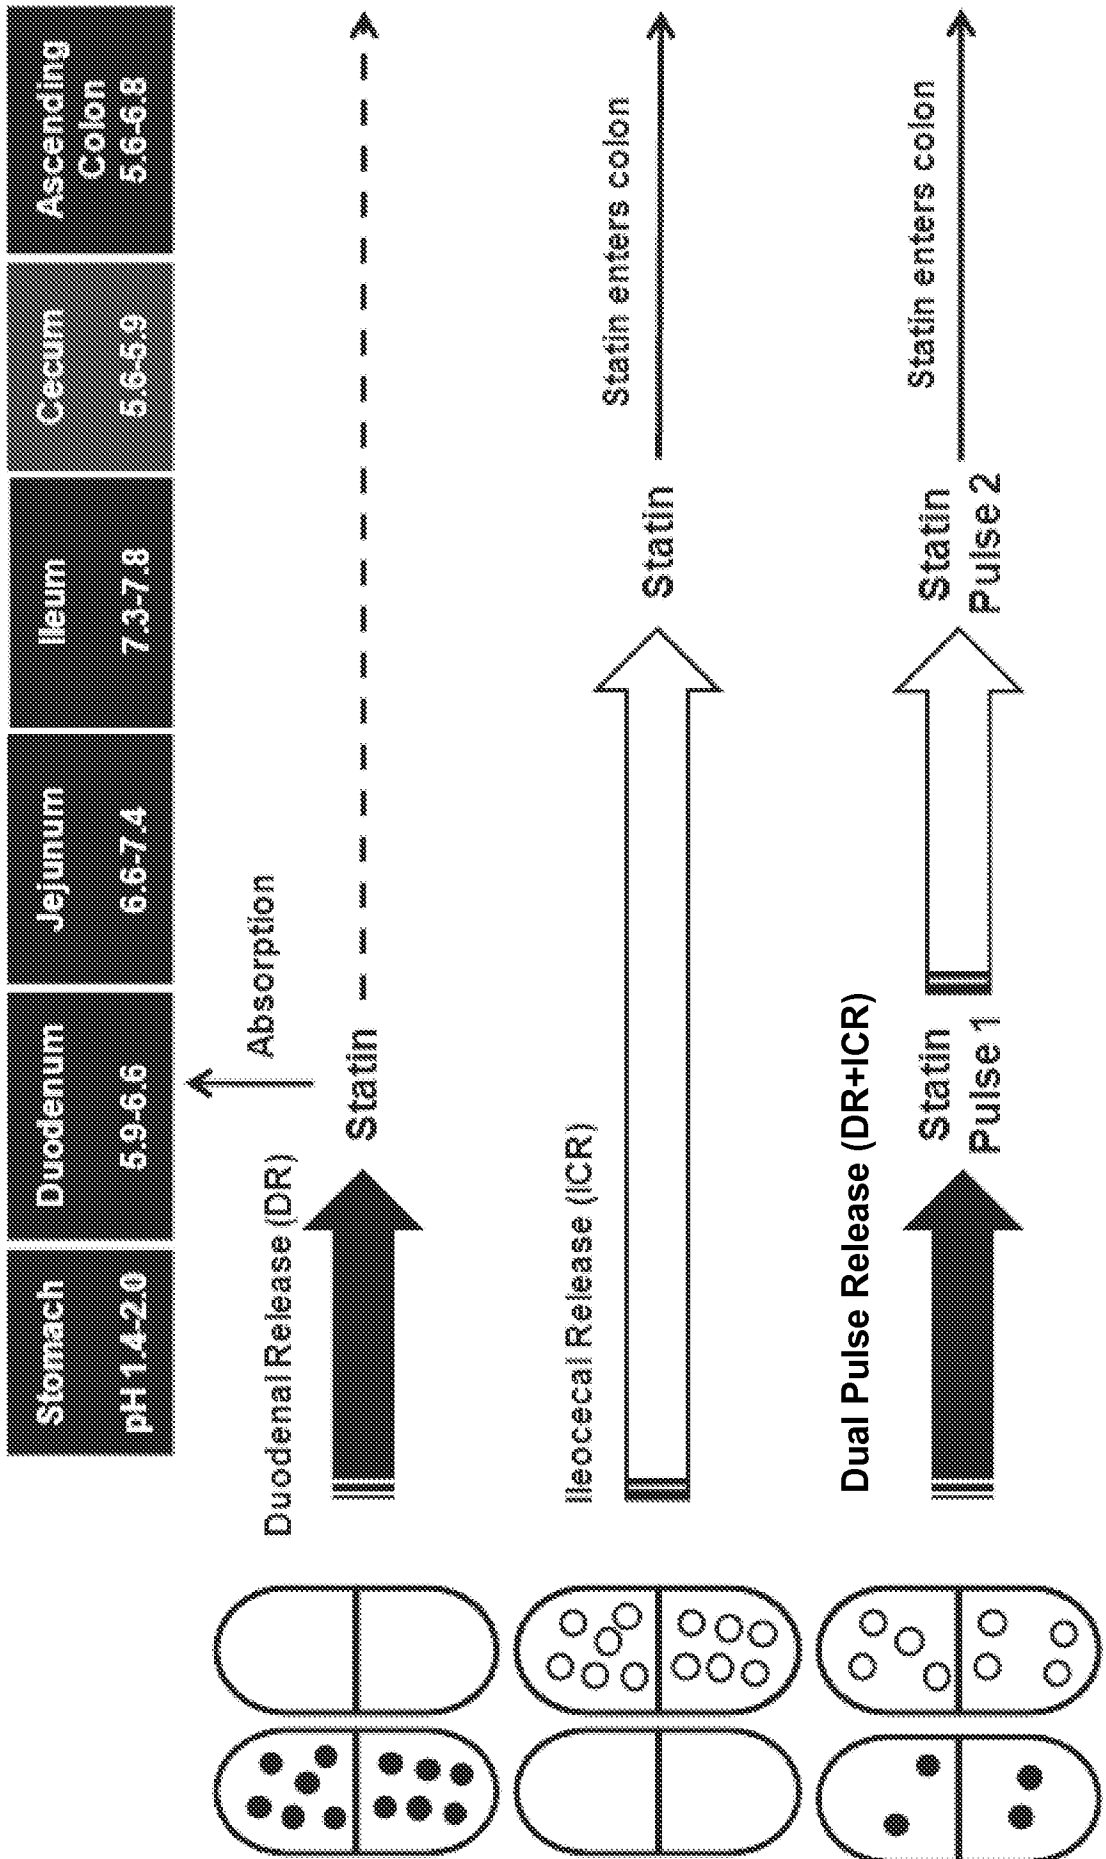 Stomach
pH 1.4-2.0
Duodenum
5.9-6.6
Jejunum
6.6-7.4
Ileum
7.3-7.8
Cecum
5.6-5.9
Ascending
Colon
5.6-6.8
Absorption
Duodenal Release (DR)
Statin
Ileocecal Release (ICR)
Statin
Statin enters colon
Dual Pulse Release (DR+ICR)
Statin
Pulse 1
Statin
Pulse 2
Statin enters colon